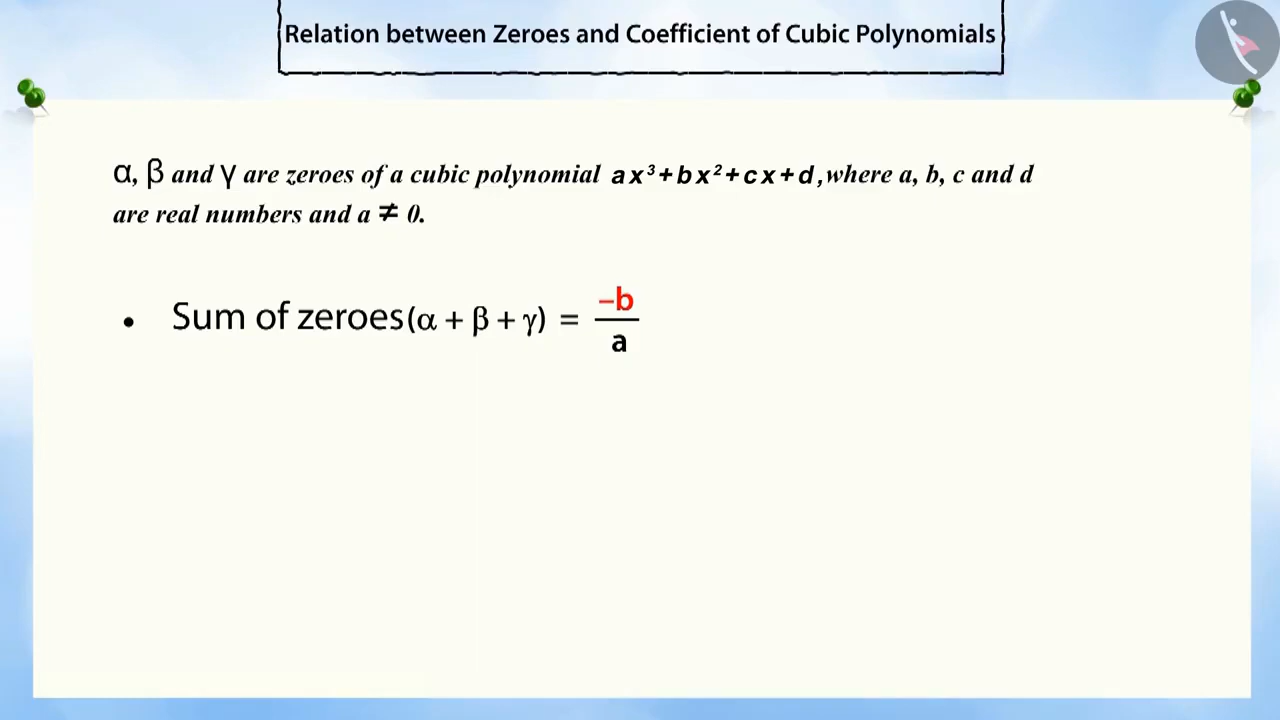 Relation between Zeroes and Coefficient of Cubic Polynomials
α, β and γ are zeroes of a cubic polynomial ax³+bx²+cx+d, where a, b, c and d
are real numbers and a ≠ 0.
• Sum of zeroes(α + β + γ) = –b/a